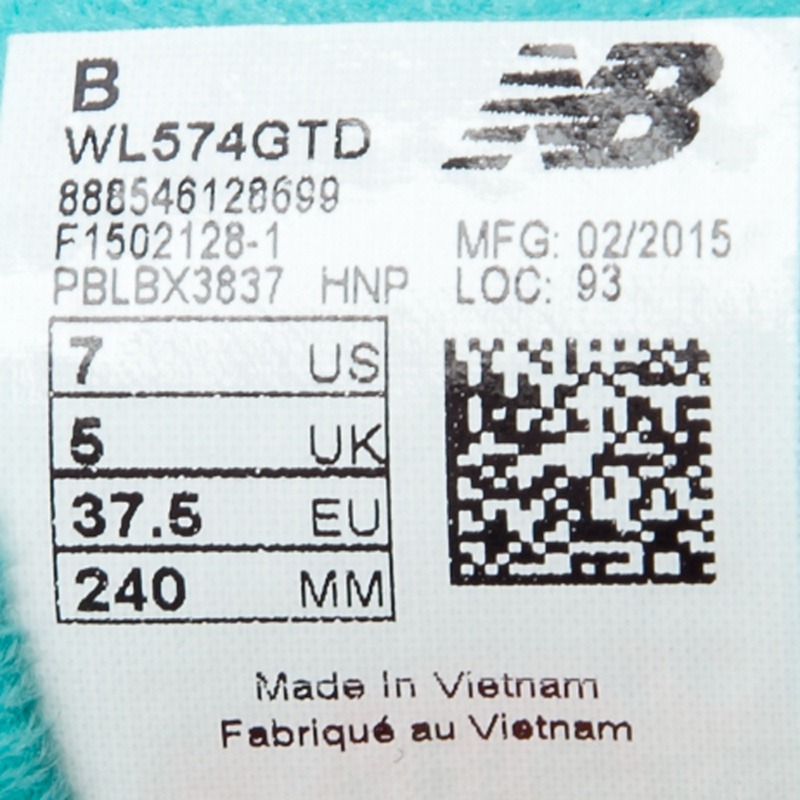 B
WL574GTD
888546128699
F1502128-1
PBLBX3837 HNP
NB
MFG: 02/2015
LOC: 93
7 US
5 UK
37.5 EU
240 MM
Made In Vietnam
Fabriqué au Vietnam